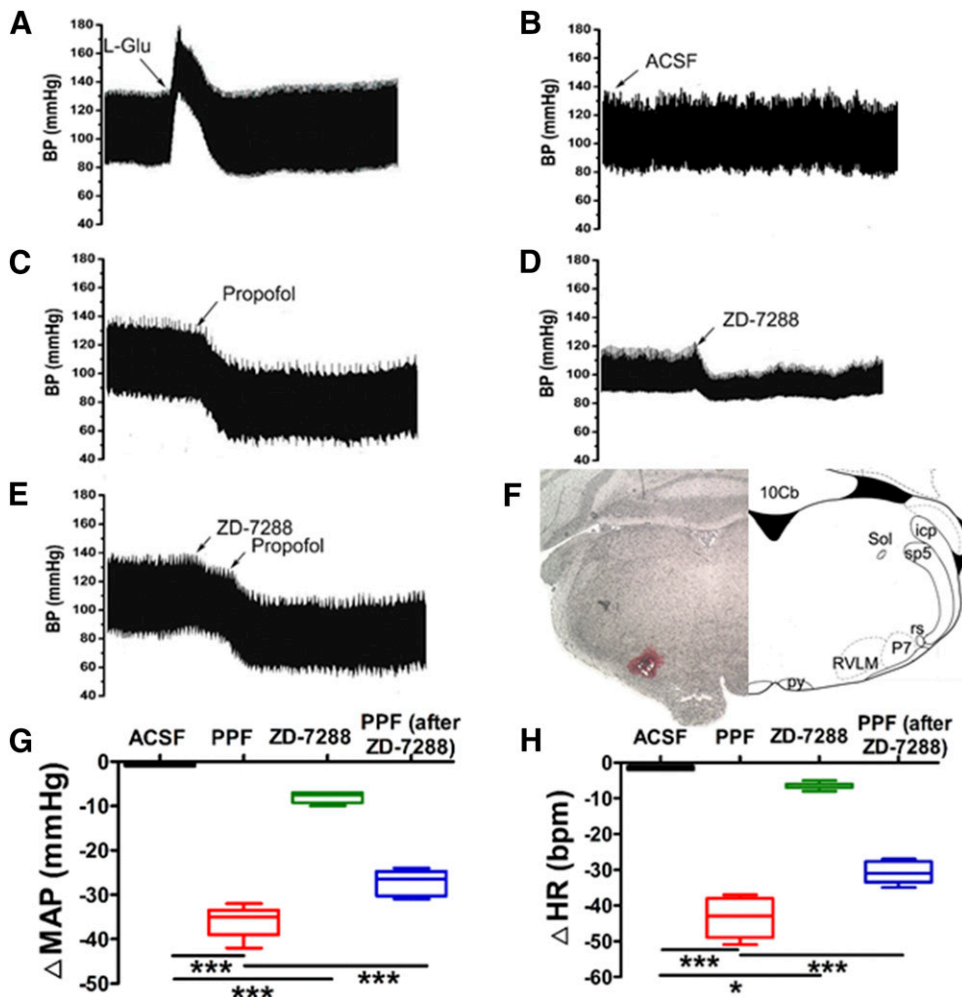 A
BP (mmHg)
180
160
140
120
100
80
60
40
L-Glu
B
BP (mmHg)
180
160
140
120
100
80
60
40
ACSF
C
BP (mmHg)
180
160
140
120
100
80
60
40
Propofol
D
BP (mmHg)
180
160
140
120
100
80
60
40
ZD-7288
E
BP (mmHg)
180
160
140
120
100
80
60
40
ZD-7288
Propofol
F
10Cb
Sol
icp
sp5
rs
P7
RVLM
py
G
ACSF
PPF
ZD-7288
PPF (after
ZD-7288)
△MAP (mmHg)
0
-10
-20
-30
-40
-50
***
***
***
H
ACSF
PPF
ZD-7288
PPF (after
ZD-7288)
△HR (bpm)
0
-10
-20
-30
-40
-50
-60
***
***
*